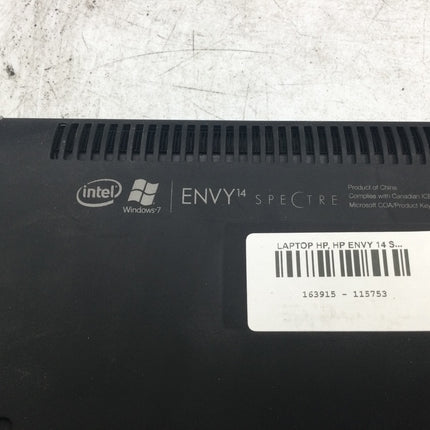 intel
Windows 7
ENVY14 SPECTRE
Product of China
Complies with Canadian ICE
Microsoft COA/Product Key
LAPTOP HP, HP ENVY 14 S...
163915 - 115753